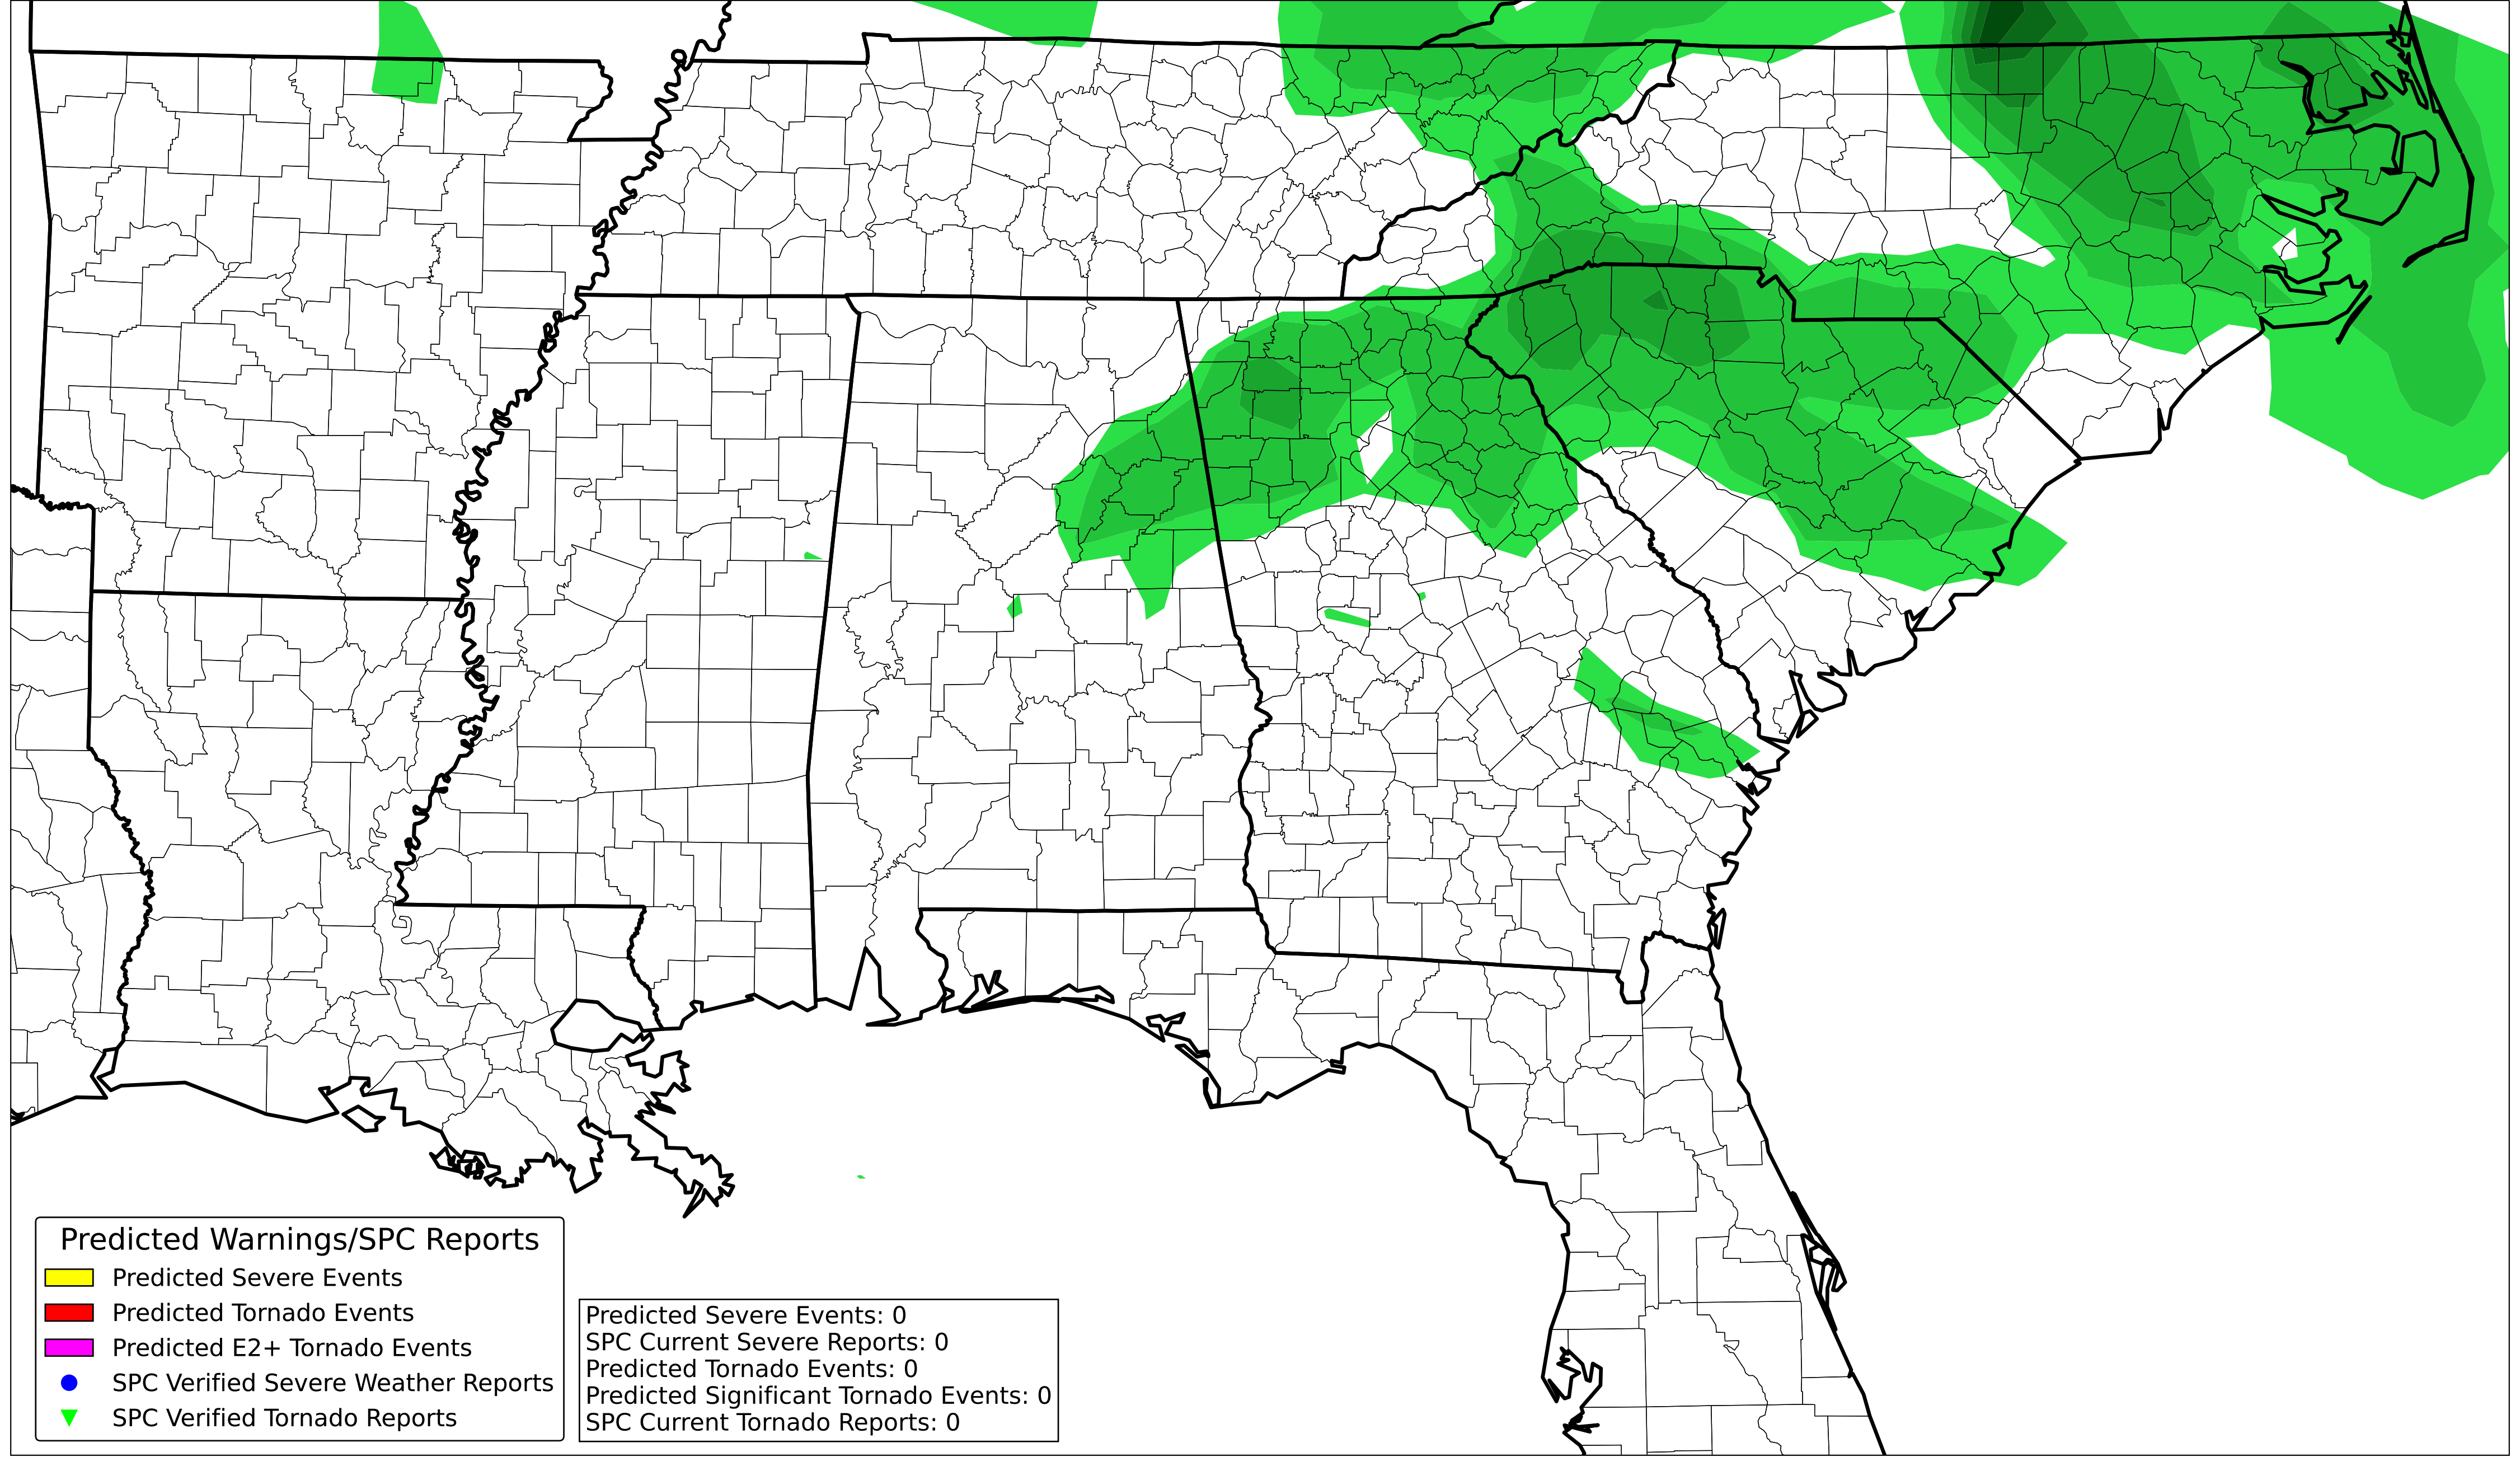 Predicted Warnings/SPC Reports
Predicted Severe Events
Predicted Tornado Events
Predicted E2+ Tornado Events
SPC Verified Severe Weather Reports
SPC Verified Tornado Reports
Predicted Severe Events: 0
SPC Current Severe Reports: 0
Predicted Tornado Events: 0
Predicted Significant Tornado Events: 0
SPC Current Tornado Reports: 0